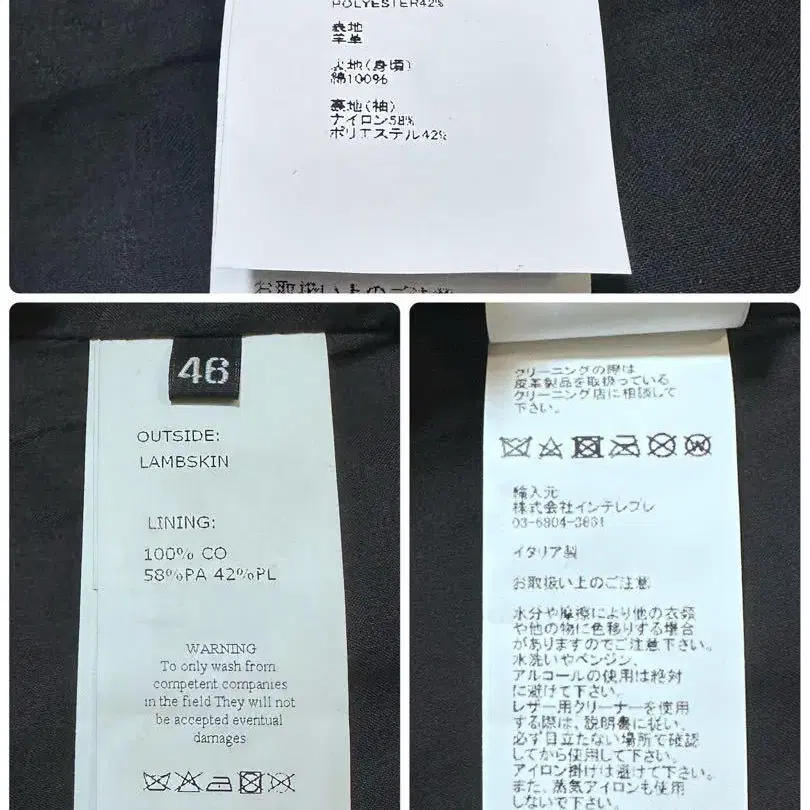 POLYESTER42%
表地
羊革
裏地(身頃)
綿100%
裏地(袖)
ナイロン58%
ポリエステル42%
お取扱い上のご注意
46
OUTSIDE:
LAMBSKIN
LINING:
100% CO
58%PA 42%PL
WARNING
To only wash from
competent companies
in the field They will not
be accepted eventual
damages
クリーニングの際は
皮革製品を取扱っている
クリーニング店に相談して
下さい。
輸入元
株式会社インテレプレ
03-6804-3861
イタリア製
お取扱い上のご注意
水分や摩擦により他の衣類
や他の物に色移りする場合
がありますのでご注意下さい。
水洗いやベンジン、
アルコールの使用は絶対
に避けて下さい。
レザー用クリーナーを使用
する際は、説明書に従い、
必ず目立たない場所で確認
してから使用して下さい。
アイロン掛けは避けて下さい。
また、蒸気アイロンも使用
しないで下さい。